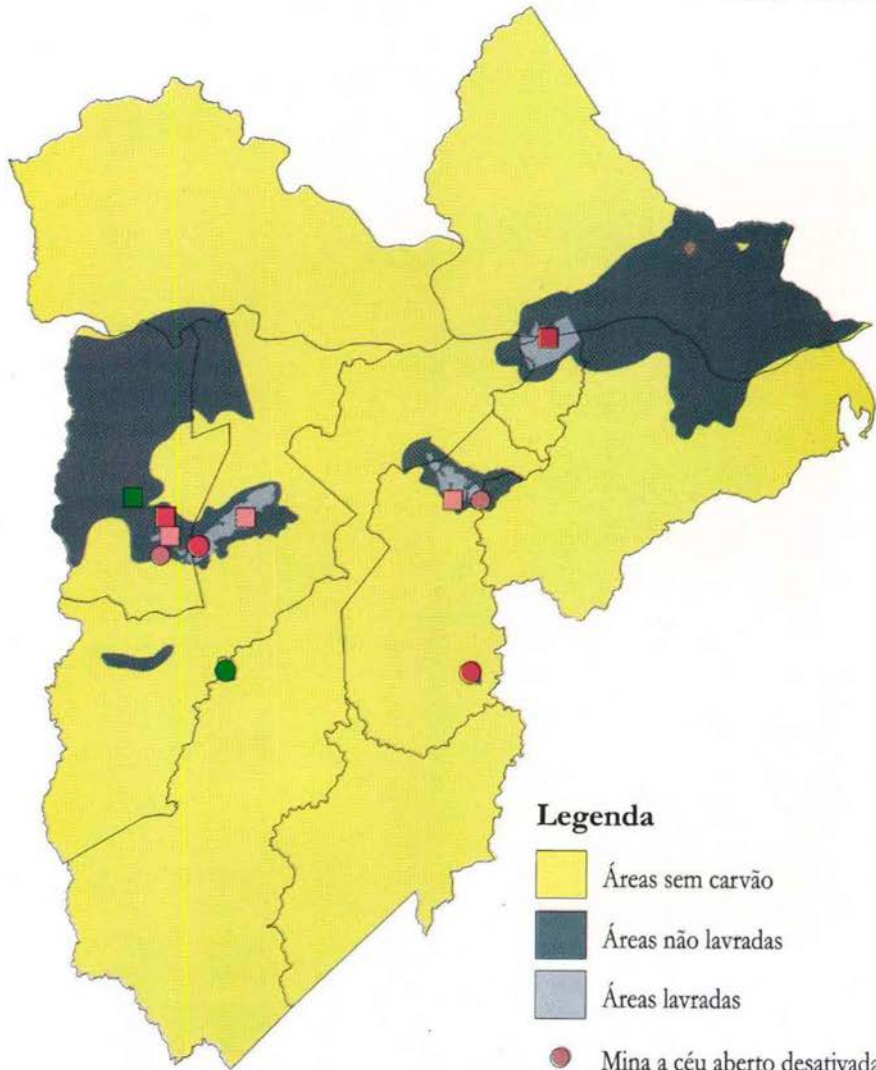 Legenda
Áreas sem carvão
Áreas não lavradas
Áreas lavradas
Mina a céu aberto desativada